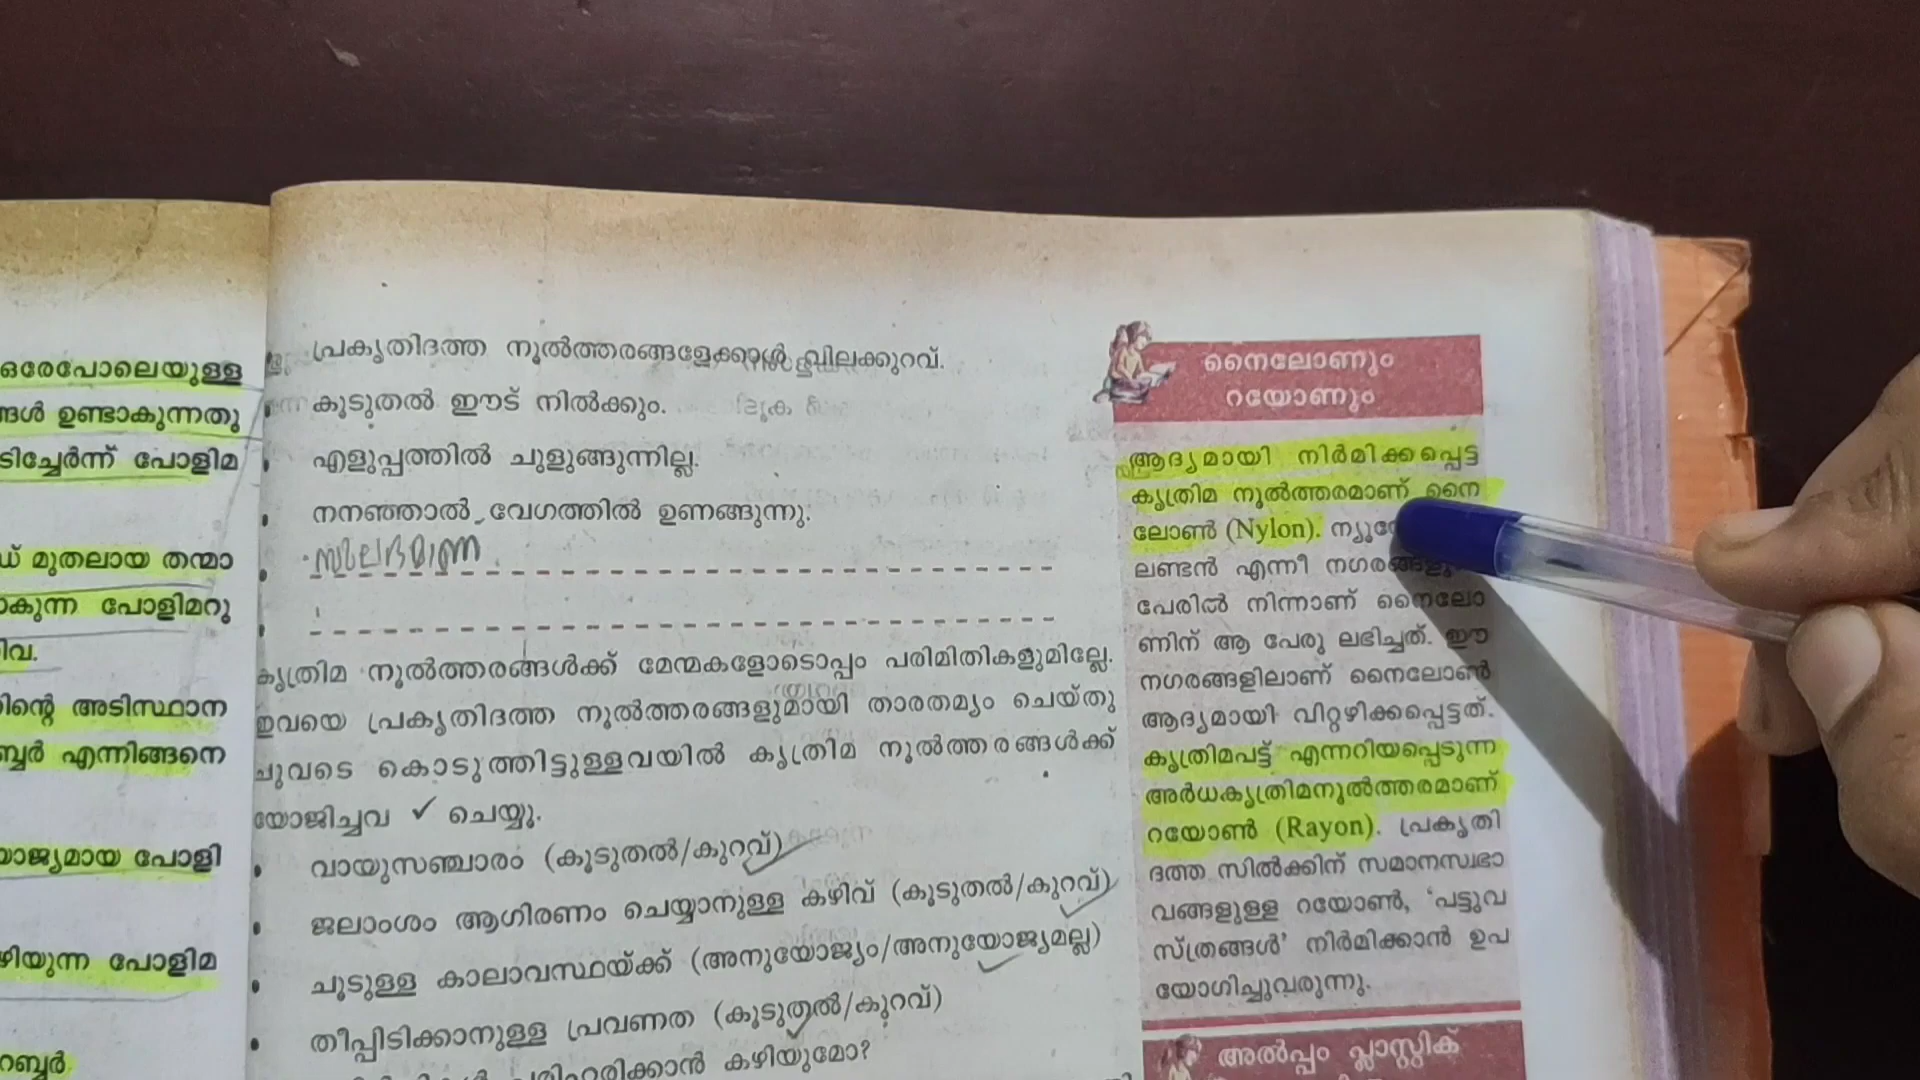 ഒരേപോലെയുള്ള
ങ്ങൾ ഉണ്ടാകുന്നതു
ടിച്ചേർന്ന് പോളിമ
ഡ് മുതലായ തന്മാ
കുന്ന പോളിമറു
ിവ.
ിന്റെ അടിസ്ഥാന
ബ്ബർ എന്നിങ്ങനെ
യാജ്യമായ പോളി
ഴിയുന്ന പോളിമ
റബ്ബർ
പ്രകൃതിദത്ത നൂൽത്തരങ്ങളേക്കാൾ വിലക്കുറവ്.
കൂടുതൽ ഈട് നിൽക്കും.
എളുപ്പത്തിൽ ചുളുങ്ങുന്നില്ല.
നനഞ്ഞാൽ വേഗത്തിൽ ഉണങ്ങുന്നു.
സുലഭമാണ്
കൃത്രിമ നൂൽത്തരങ്ങൾക്ക് മേന്മകളോടൊപ്പം പരിമിതികളുമില്ലേ.
ഇവയെ പ്രകൃതിദത്ത നൂൽത്തരങ്ങളുമായി താരതമ്യം ചെയ്തു
ചുവടെ കൊടുത്തിട്ടുള്ളവയിൽ കൃത്രിമ നൂൽത്തരങ്ങൾക്ക്
യോജിച്ചവ ✓ ചെയ്യൂ.
• വായുസഞ്ചാരം (കൂടുതൽ/കുറവ്)
• ജലാംശം ആഗിരണം ചെയ്യാനുള്ള കഴിവ് (കൂടുതൽ/കുറവ്)
• ചൂടുള്ള കാലാവസ്ഥയ്ക്ക് (അനുയോജ്യം/അനുയോജ്യമല്ല)
• തീപ്പിടിക്കാനുള്ള പ്രവണത (കൂടുതൽ/കുറവ്)
പരിഹരിക്കാൻ കഴിയുമോ?
നൈലോണും
റയോണും
ആദ്യമായി നിർമിക്കപ്പെട്ട
കൃത്രിമ നൂൽത്തരമാണ് നൈ
ലോൺ (Nylon).
ലണ്ടൻ എന്നീ
പേരിൽ നിന്നാണ് നൈലോ
ണിന് ആ പേരു ലഭിച്ചത്. ഈ
നഗരങ്ങളിലാണ് നൈലോൺ
ആദ്യമായി വിറ്റഴിക്കപ്പെട്ടത്.
കൃത്രിമപട്ട് എന്നറിയപ്പെടുന്ന
അർധകൃത്രിമനൂൽത്തരമാണ്
റയോൺ (Rayon). പ്രകൃതി
ദത്ത സിൽക്കിന് സമാനസ്വഭാ
വങ്ങളുള്ള റയോൺ, 'പട്ടുവ
സ്ത്രങ്ങൾ' നിർമിക്കാൻ ഉപ
യോഗിച്ചുവരുന്നു.
അൽപ്പം പ്ലാസ്റ്റിക്